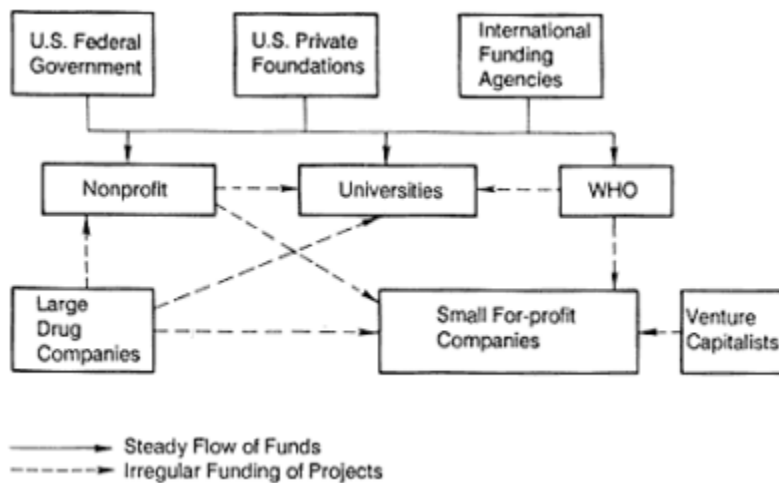 U.S. Federal
Government
U.S. Private
Foundations
International
Funding
Agencies
Nonprofit
Universities
WHO
Large
Drug
Companies
Small For-profit
Companies
Venture
Capitalists
Steady Flow of Funds
Irregular Funding of Projects